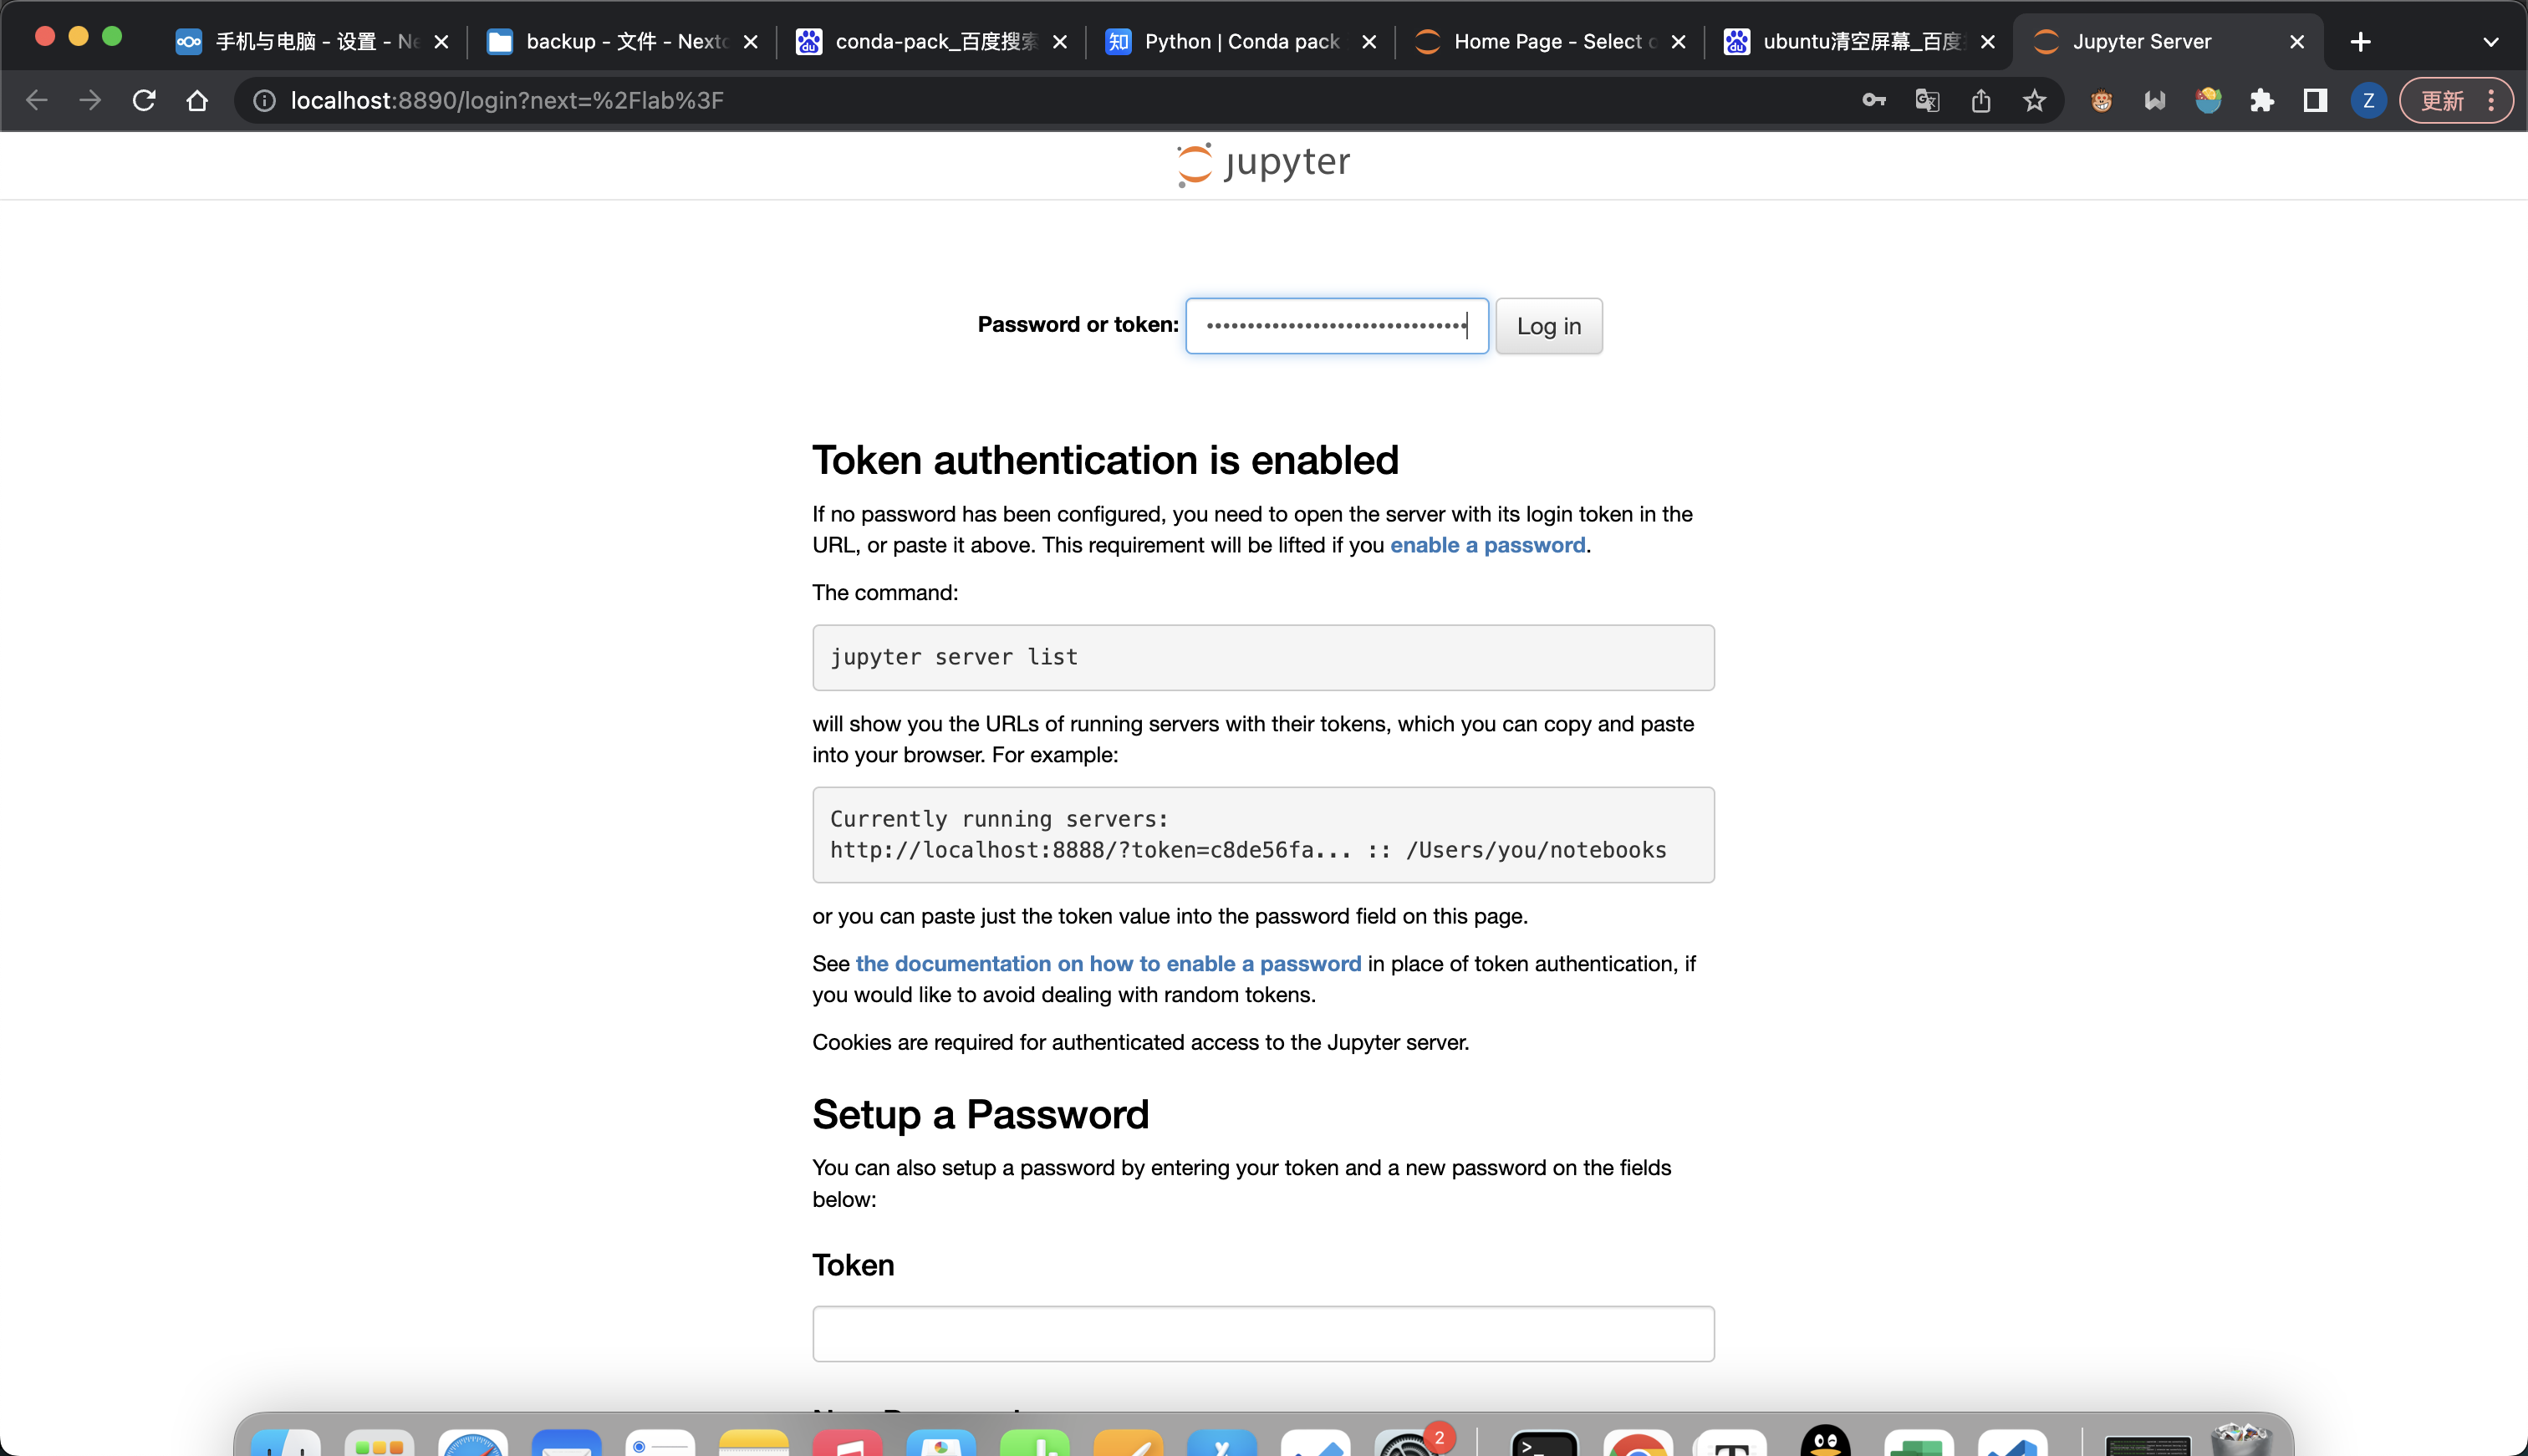 手机与电脑 - 设置 - Ne
backup - 文件 - Nextc
conda-pack_百度搜索
知
Python | Conda pack
Home Page - Select
ubuntu清空屏幕_百度
Jupyter Server
localhost:8890/login?next=%2Flab%3F
Z
更新
jupyter
Password or token:
Log in
Token authentication is enabled
If no password has been configured, you need to open the server with its login token in the
URL, or paste it above. This requirement will be lifted if you enable a password.
The command:
jupyter server list
will show you the URLs of running servers with their tokens, which you can copy and paste
into your browser. For example:
Currently running servers:
http://localhost:8888/?token=c8de56fa... :: /Users/you/notebooks
or you can paste just the token value into the password field on this page.
See the documentation on how to enable a password in place of token authentication, if
you would like to avoid dealing with random tokens.
Cookies are required for authenticated access to the Jupyter server.
Setup a Password
You can also setup a password by entering your token and a new password on the fields
below:
Token
2